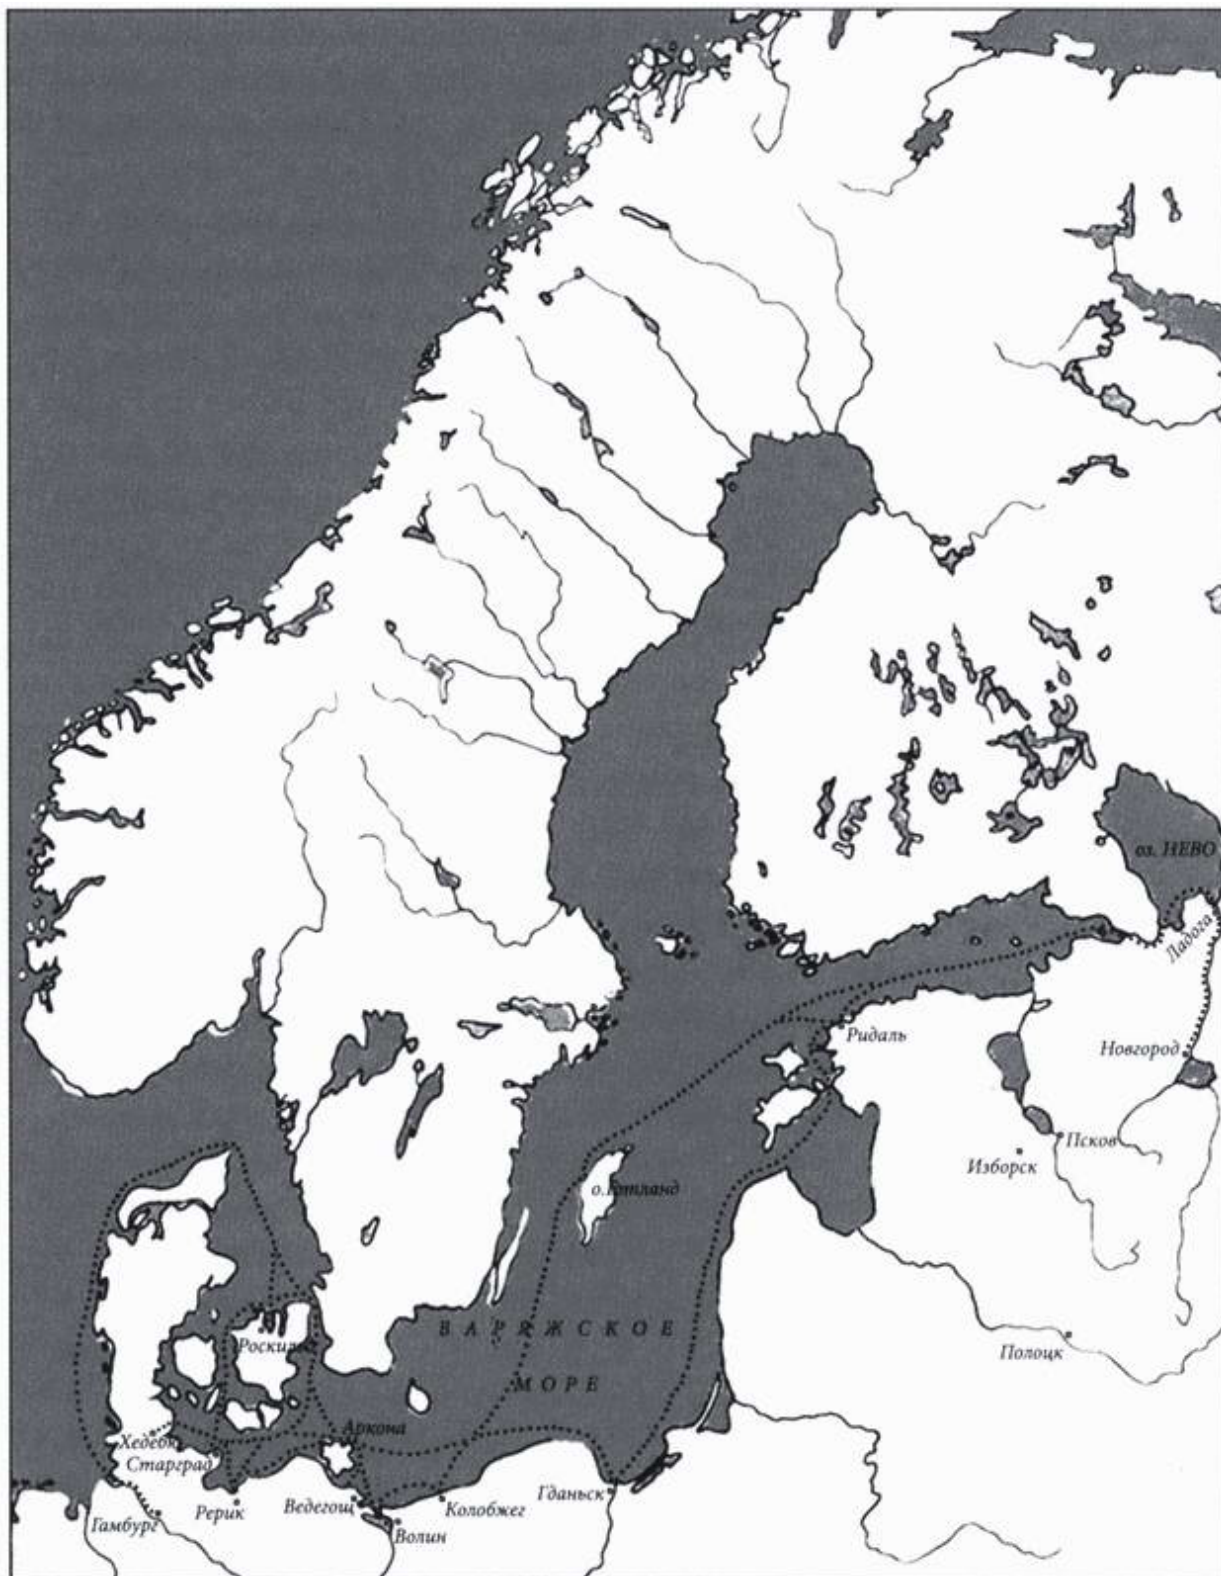 оз. НЕВО
Ладога
Ридаль
Новгород
Псков
Изборск
о. Готланд
ВАРЯЖСКОЕ
МОРЕ
Роскильде
Полоцк
Аркона
Хедебю
Старград
Рерик
Ведегощ
Колобжег
Гданьск
Гамбург
Волин